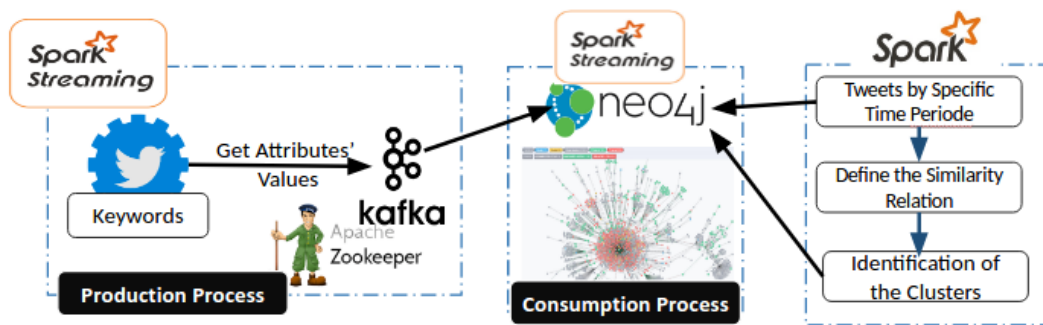 Spark
Streaming
Keywords
Get Attributes'
Values
kafka
Apache
Zookeeper
Production Process
Spark
Streaming
neo4j
Consumption Process
Spark
Tweets by Specific
Time Periode
Define the Similarity
Relation
Identification of
the Clusters